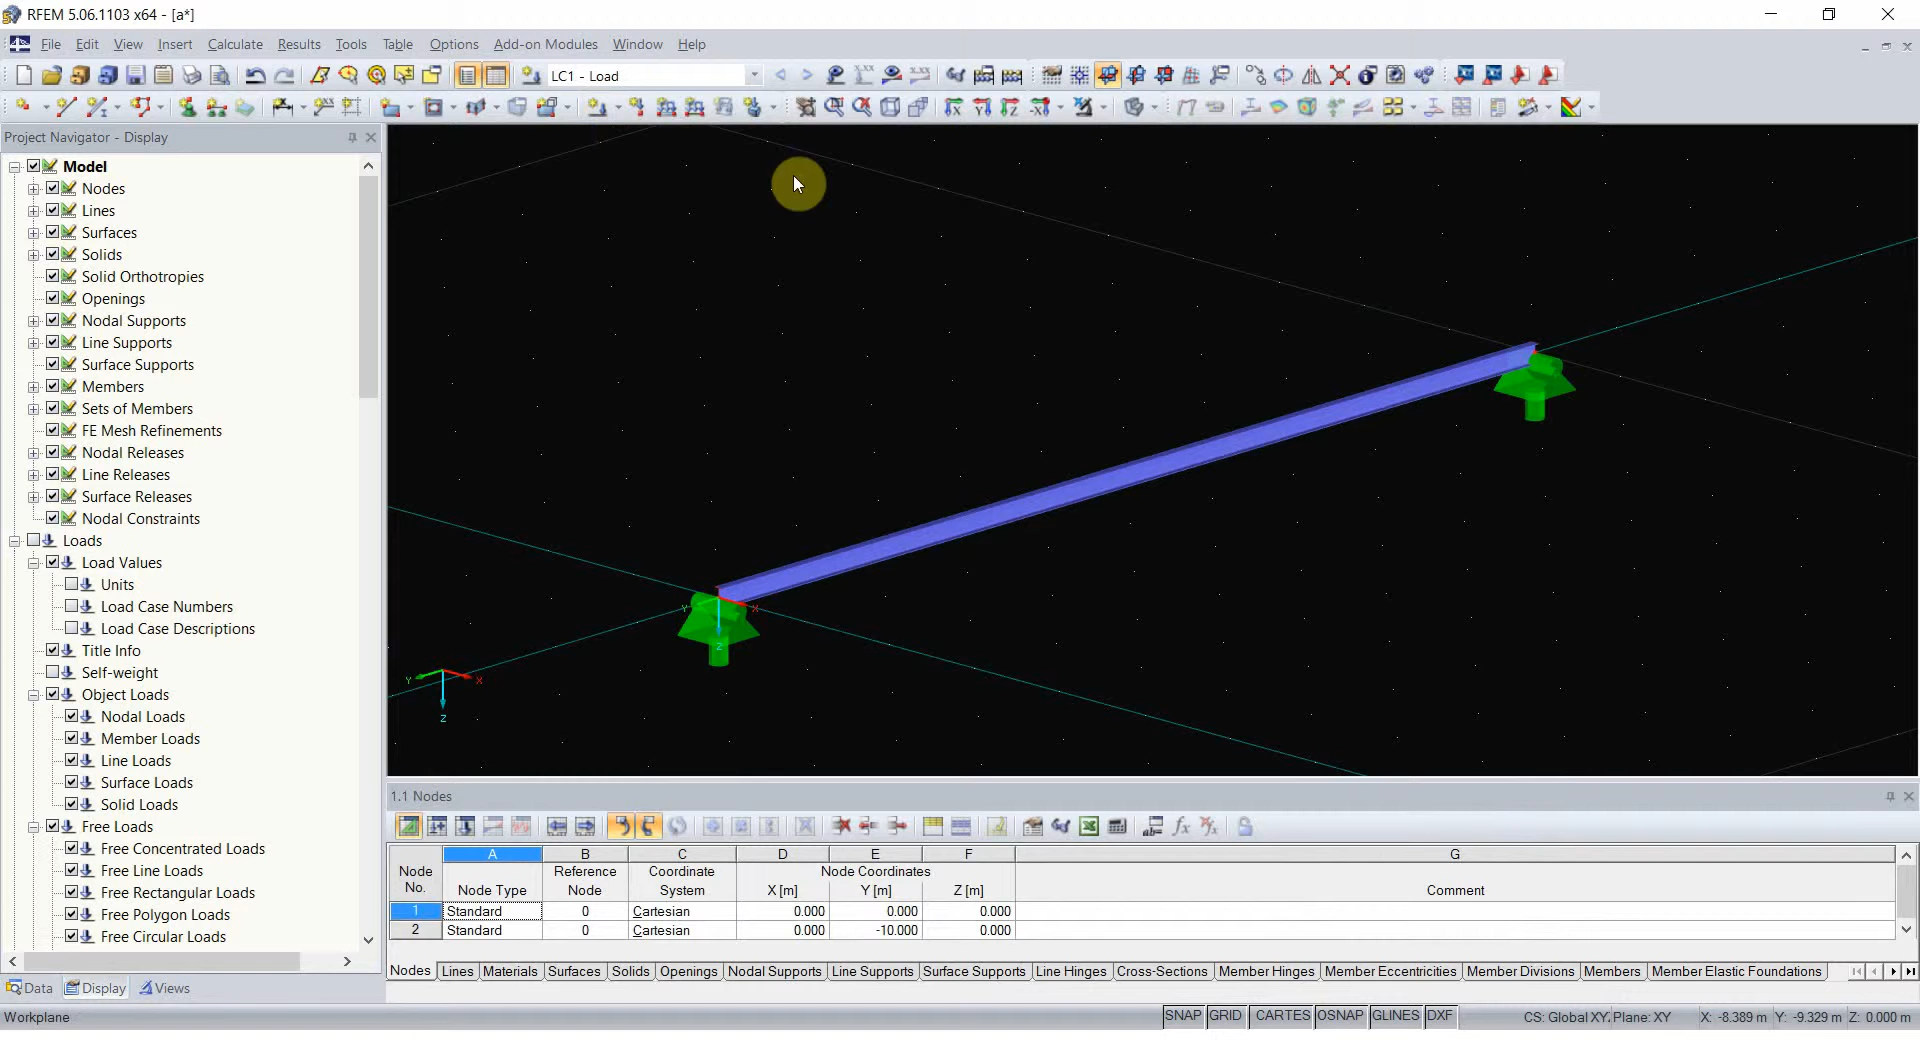 RFEM 5.06.1103 x64 - [a*]
File Edit View Insert Calculate Results Tools Table Options Add-on Modules Window Help
LC1 - Load
Project Navigator - Display
Model
Nodes
Lines
Surfaces
Solids
Solid Orthotropies
Openings
Nodal Supports
Line Supports
Surface Supports
Members
Sets of Members
FE Mesh Refinements
Nodal Releases
Line Releases
Surface Releases
Nodal Constraints
Loads
Load Values
Units
Load Case Numbers
Load Case Descriptions
Title Info
Self-weight
Object Loads
Nodal Loads
Member Loads
Line Loads
Surface Loads
Solid Loads
Free Loads
Free Concentrated Loads
Free Line Loads
Free Rectangular Loads
Free Polygon Loads
Free Circular Loads
Data Display Views
Y X
Z
Y X
Z
1.1 Nodes
A B C D E F G
Node Reference Coordinate Node Coordinates
No. Node Type Node System X [m] Y [m] Z [m] Comment
1 Standard 0 Cartesian 0.000 0.000 0.000
2 Standard 0 Cartesian 0.000 -10.000 0.000
Nodes Lines Materials Surfaces Solids Openings Nodal Supports Line Supports Surface Supports Line Hinges Cross-Sections Member Hinges Member Eccentricities Member Divisions Members Member Elastic Foundations
Workplane SNAP GRID CARTES OSNAP GLINES DXF CS: Global XY. Plane: XY X: -8.389 m Y: -9.329 m Z: 0.000 m